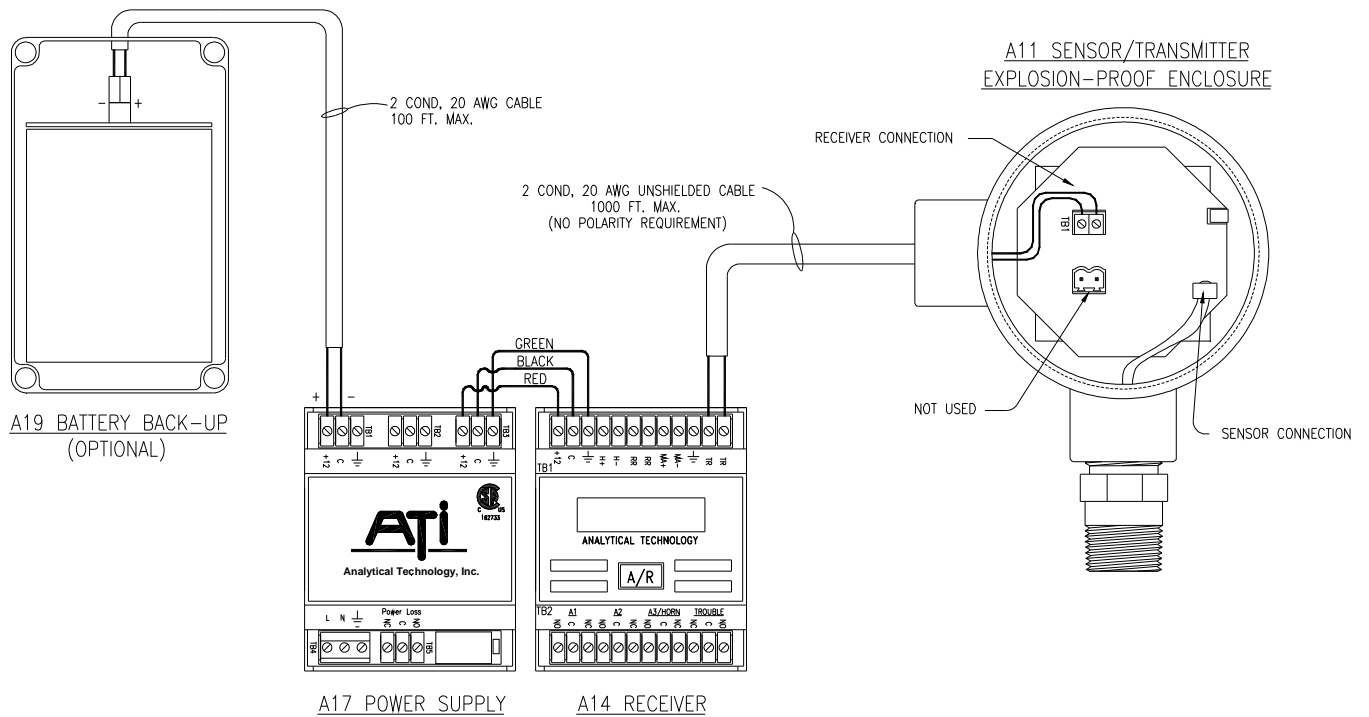 A11 SENSOR/TRANSMITTER
EXPLOSION-PROOF ENCLOSURE
- +
2 COND, 20 AWG CABLE
100 FT. MAX.
RECEIVER CONNECTION
2 COND, 20 AWG UNSHIELDED CABLE
1000 FT. MAX.
(NO POLARITY REQUIREMENT)
TB1
GREEN
BLACK
RED
NOT USED
SENSOR CONNECTION
A19 BATTERY BACK-UP
(OPTIONAL)
+ -
TB1
TB2
TB3
+12 C
+12 C
+12 C
TB1
+12 C H+ H- RR RR MA+ MA- TR TR
ATi
Analytical Technology, Inc.
C US
162733
ANALYTICAL TECHNOLOGY
A/R
L N
Power Loss
NC C NO
TB4
TB5
TB2
A1 A2 A3/HORN TROUBLE
NO C NC NO C NC NO C NC NC C NO
A17 POWER SUPPLY
A14 RECEIVER